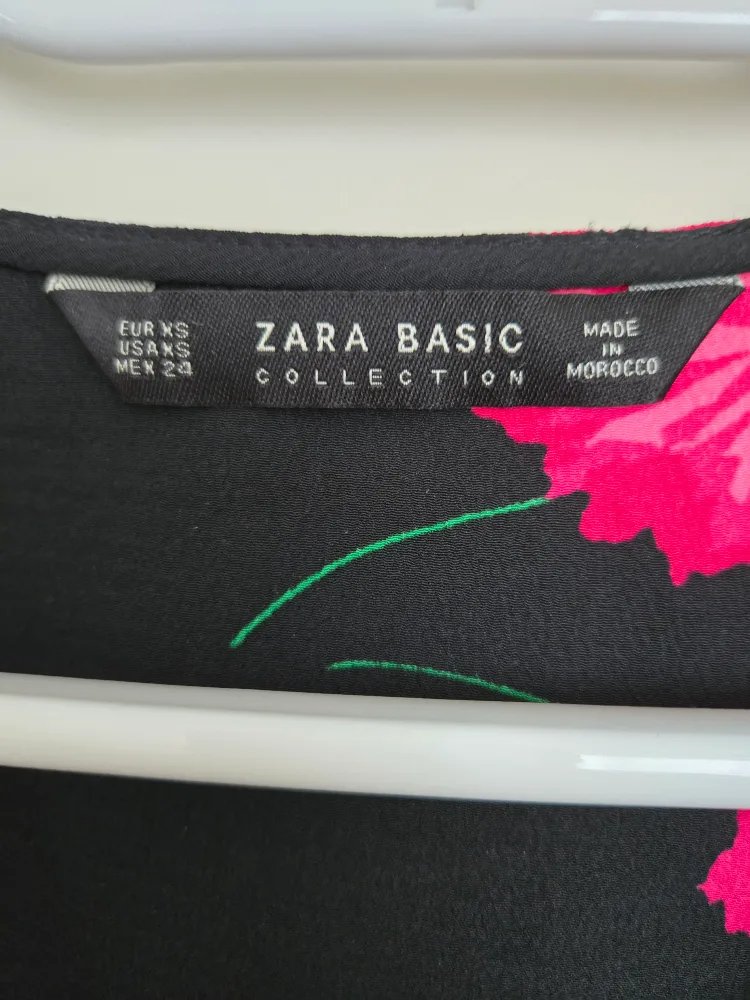 EUR XS
USA XS
MEX 24
ZARA BASIC
COLLECTION
MADE
IN
MOROCCO